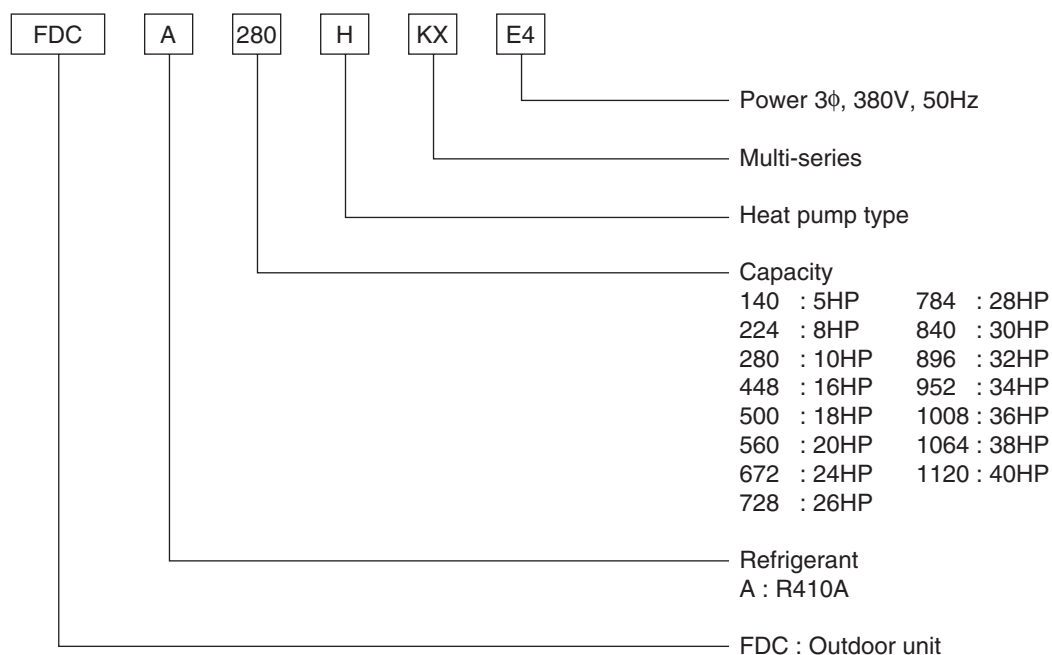 FDC A 280 H KX E4
Power 3ϕ, 380V, 50Hz
Multi-series
Heat pump type
Capacity
140 : 5HP 784 : 28HP
224 : 8HP 840 : 30HP
280 : 10HP 896 : 32HP
448 : 16HP 952 : 34HP
500 : 18HP 1008 : 36HP
560 : 20HP 1064 : 38HP
672 : 24HP 1120 : 40HP
728 : 26HP
Refrigerant
A : R410A
FDC : Outdoor unit